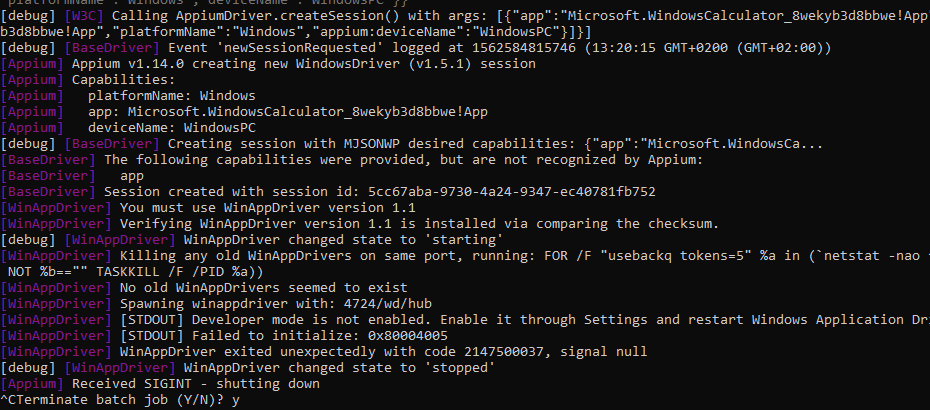 platformName : Windows , deviceName : WindowsPC }}
[debug] [W3C] Calling AppiumDriver.createSession() with args: [{"app":"Microsoft.WindowsCalculator_8wekyb3d8bbwe!App
b3d8bbwe!App","platformName":"Windows","appium:deviceName":"WindowsPC"}]}]
[debug] [BaseDriver] Event 'newSessionRequested' logged at 1562584815746 (13:20:15 GMT+0200 (GMT+02:00))
[Appium] Appium v1.14.0 creating new WindowsDriver (v1.5.1) session
[Appium] Capabilities:
[Appium]   platformName: Windows
[Appium]   app: Microsoft.WindowsCalculator_8wekyb3d8bbwe!App
[Appium]   deviceName: WindowsPC
[debug] [BaseDriver] Creating session with MJSONWP desired capabilities: {"app":"Microsoft.WindowsCa...
[BaseDriver] The following capabilities were provided, but are not recognized by Appium:
[BaseDriver]   app
[BaseDriver] Session created with session id: 5cc67aba-9730-4a24-9347-ec40781fb752
[WinAppDriver] You must use WinAppDriver version 1.1
[WinAppDriver] Verifying WinAppDriver version 1.1 is installed via comparing the checksum.
[debug] [WinAppDriver] WinAppDriver changed state to 'starting'
[WinAppDriver] Killing any old WinAppDrivers on same port, running: FOR /F "usebackq tokens=5" %a in (`netstat -nao
NOT %b=="" TASKKILL /F /PID %a))
[WinAppDriver] No old WinAppDrivers seemed to exist
[WinAppDriver] Spawning winappdriver with: 4724/wd/hub
[WinAppDriver] [STDOUT] Developer mode is not enabled. Enable it through Settings and restart Windows Application Dri
[WinAppDriver] [STDOUT] Failed to initialize: 0x80004005
[WinAppDriver] WinAppDriver exited unexpectedly with code 2147500037, signal null
[debug] [WinAppDriver] WinAppDriver changed state to 'stopped'
[Appium] Received SIGINT - shutting down
^CTerminate batch job (Y/N)? y